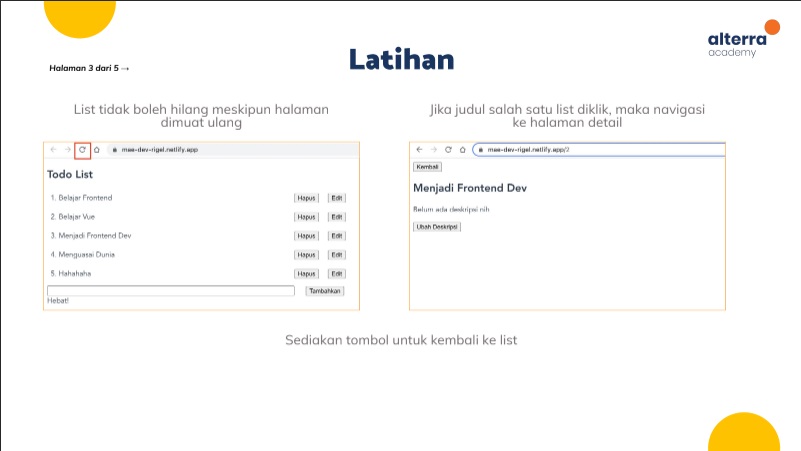 alterra
academy
Latihan
Halaman 3 dari 5 →
List tidak boleh hilang meskipun halaman
dimuat ulang
mae-dev-rigel.netlify.app
Todo List
1. Belajar Frontend Hapus Edit
2. Belajar Vue Hapus Edit
3. Menjadi Frontend Dev Hapus Edit
4. Menguasai Dunia Hapus Edit
5. Hahahaha Hapus Edit
Tambahkan
Hebat!
Jika judul salah satu list diklik, maka navigasi
ke halaman detail
mae-dev-rigel.netlify.app/2
Kembali
Menjadi Frontend Dev
Belum ada deskripsi nih
Ubah Deskripsi
Sediakan tombol untuk kembali ke list